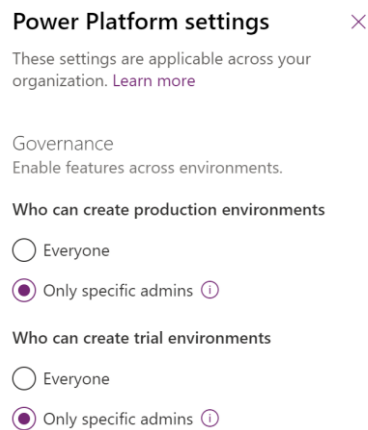 Power Platform settings
These settings are applicable across your
organization. Learn more
Governance
Enable features across environments.
Who can create production environments
Everyone
Only specific admins
Who can create trial environments
Everyone
Only specific admins